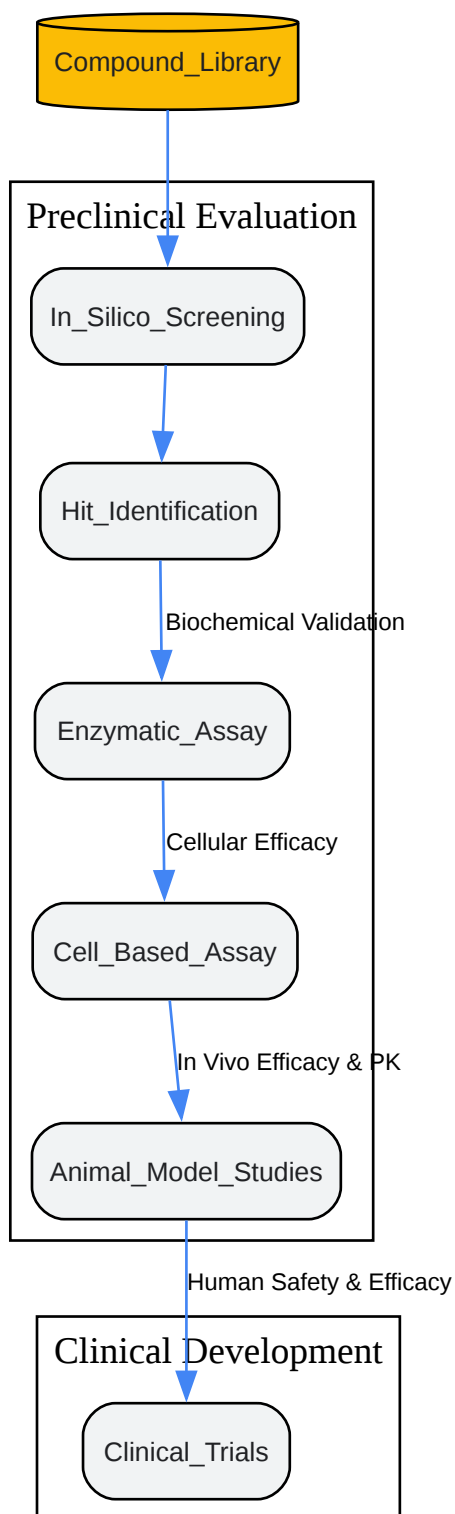 Compound_Library
Preclinical Evaluation
In_Silico_Screening
Hit_Identification
Biochemical Validation
Enzymatic_Assay
Cellular Efficacy
Cell_Based_Assay
In Vivo Efficacy & PK
Animal_Model_Studies
Human Safety & Efficacy
Clinical Development
Clinical_Trials